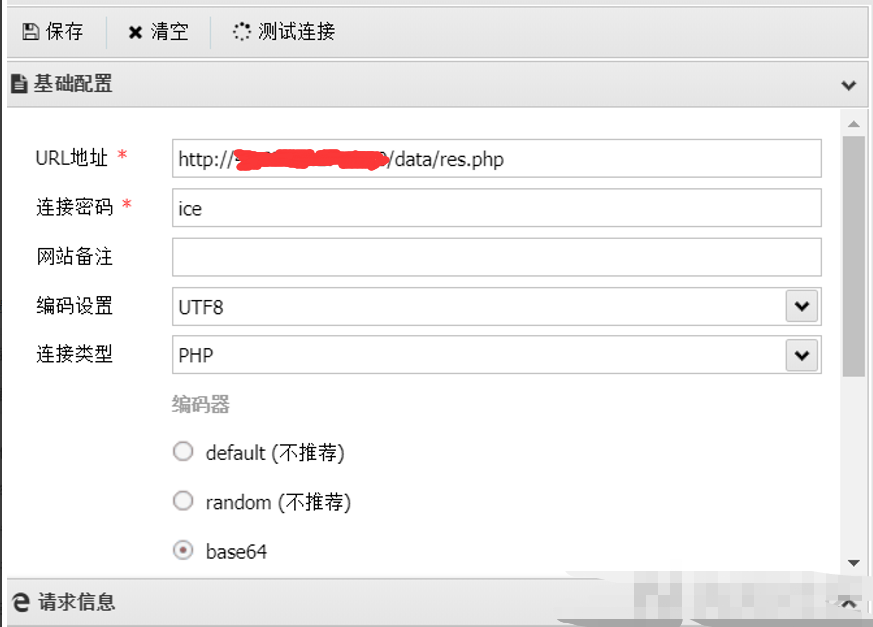 保存 清空 测试连接
基础配置
URL地址 * http:// /data/res.php
连接密码 * ice
网站备注
编码设置 UTF8
连接类型 PHP
编码器
default (不推荐)
random (不推荐)
base64
请求信息